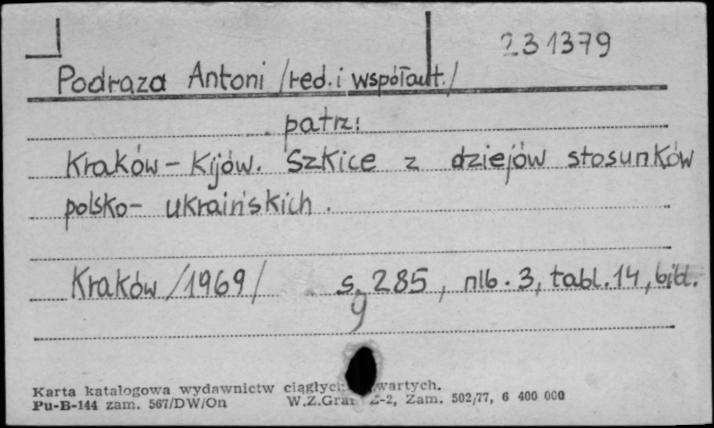 231379
Podraza Antoni /red. i współaut./
patrz:
Kraków - Kijów. Szkice z dziejów stosunków
polsko - ukraińskich.
Kraków /1969/ s. 285, nlb. 3, tabl. 14, bibl.
9
Karta katalogowa wydawnictw
Pu-B-144 zam. 567/DW/On W.Z.Graf Z-2, Zam. 502/77, 6 400 000